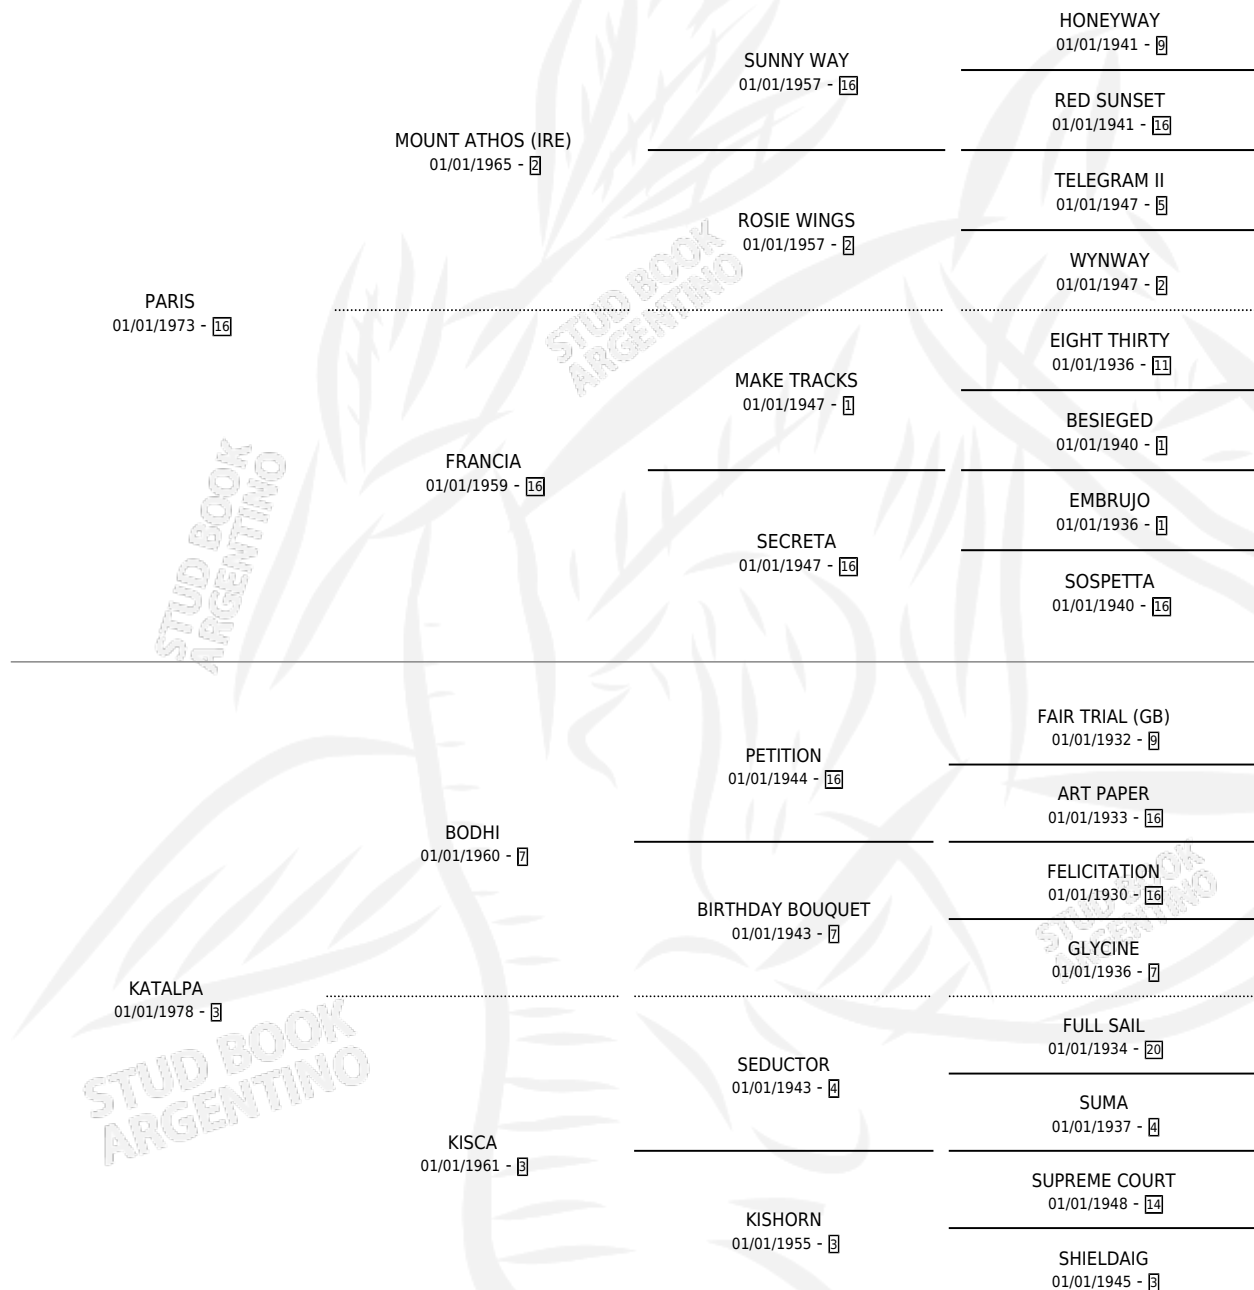 HONEYWAY
01/01/1941 - 9
SUNNY WAY
01/01/1957 - 16
RED SUNSET
01/01/1941 - 16
MOUNT ATHOS (IRE)
01/01/1965 - 2
TELEGRAM II
01/01/1947 - 5
ROSIE WINGS
01/01/1957 - 2
WYNWAY
01/01/1947 - 2
PARIS
01/01/1973 - 16
EIGHT THIRTY
01/01/1936 - 11
MAKE TRACKS
01/01/1947 - 1
BESIEGED
01/01/1940 - 1
FRANCIA
01/01/1959 - 16
EMBRUJO
01/01/1936 - 1
SECRETA
01/01/1947 - 16
SOSPETTA
01/01/1940 - 16
FAIR TRIAL (GB)
01/01/1932 - 9
PETITION
01/01/1944 - 16
ART PAPER
01/01/1933 - 16
BODHI
01/01/1960 - 7
FELICITATION
01/01/1930 - 16
BIRTHDAY BOUQUET
01/01/1943 - 7
GLYCINE
01/01/1936 - 7
KATALPA
01/01/1978 - 3
FULL SAIL
01/01/1934 - 20
SEDUCTOR
01/01/1943 - 4
SUMA
01/01/1937 - 4
KISCA
01/01/1961 - 3
SUPREME COURT
01/01/1948 - 14
KISHORN
01/01/1955 - 3
SHIELDAIG
01/01/1945 - 3
STUD BOOK
ARGENTINO
STUD BOOK
ARGENTINO
STUD BOOK
ARGENTINO
STUD BOOK
ARGENTINO